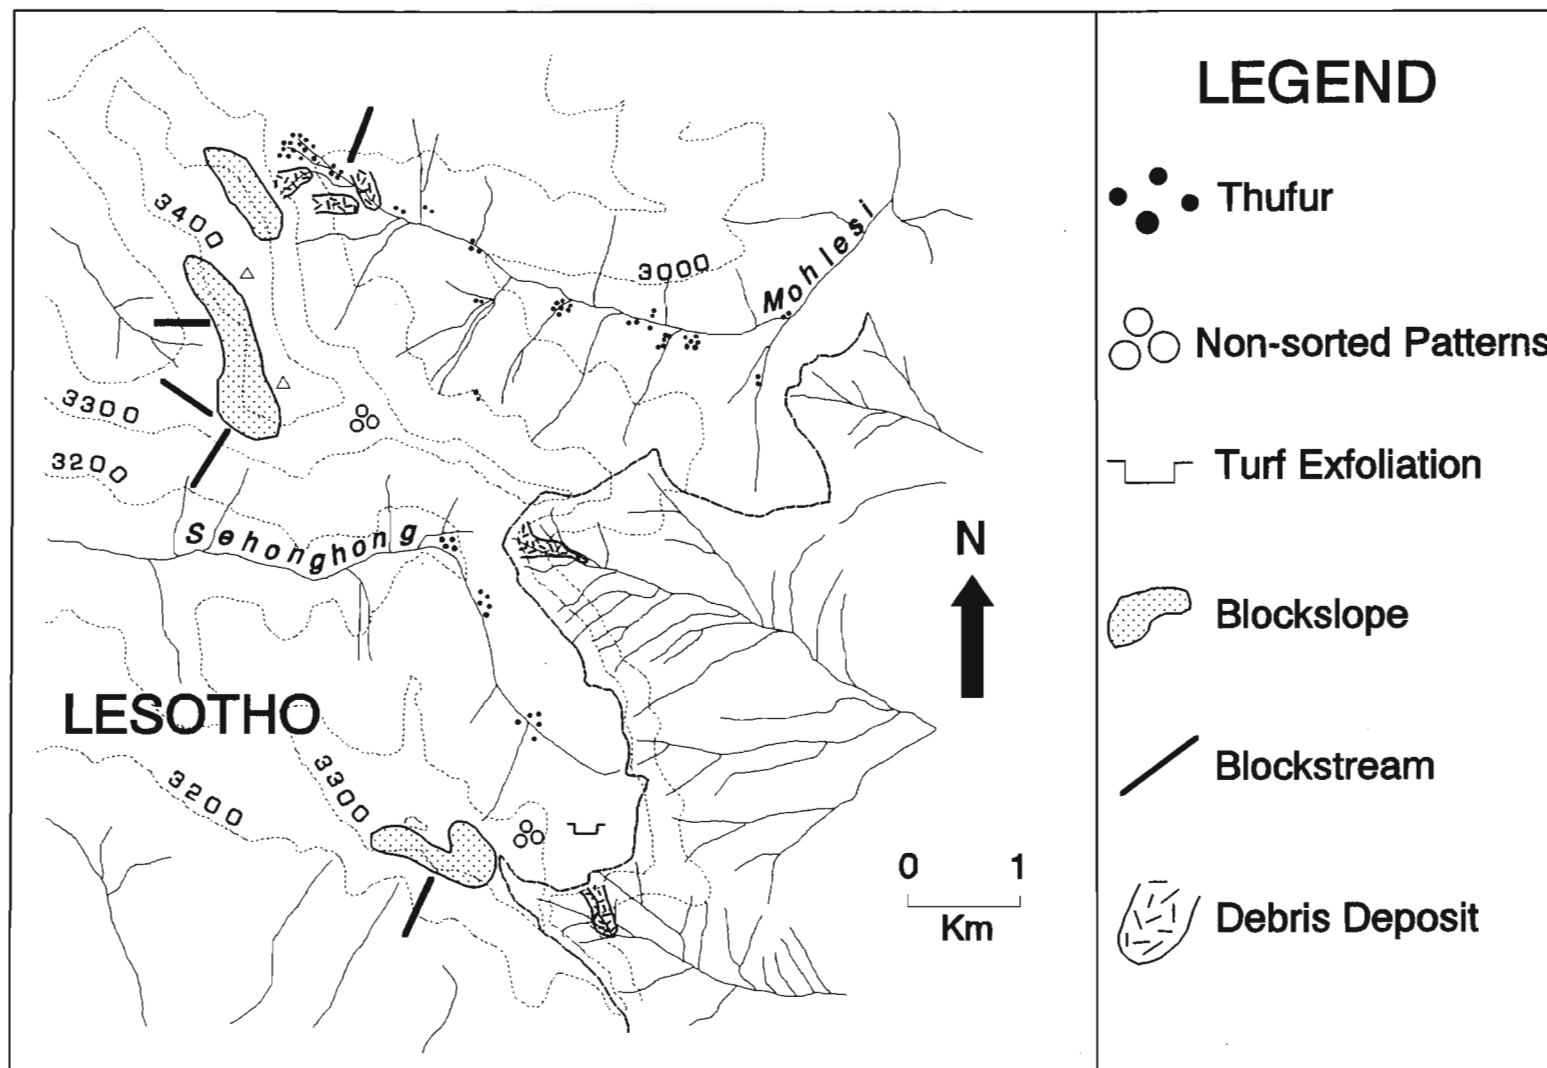 3400
3000
Mohlesi
3300
3200
Sehonghong
N
LESOTHO
3200
3300
0 1
Km
LEGEND
Thufur
Non-sorted Patterns
Turf Exfoliation
Blockslope
Blockstream
Debris Deposit